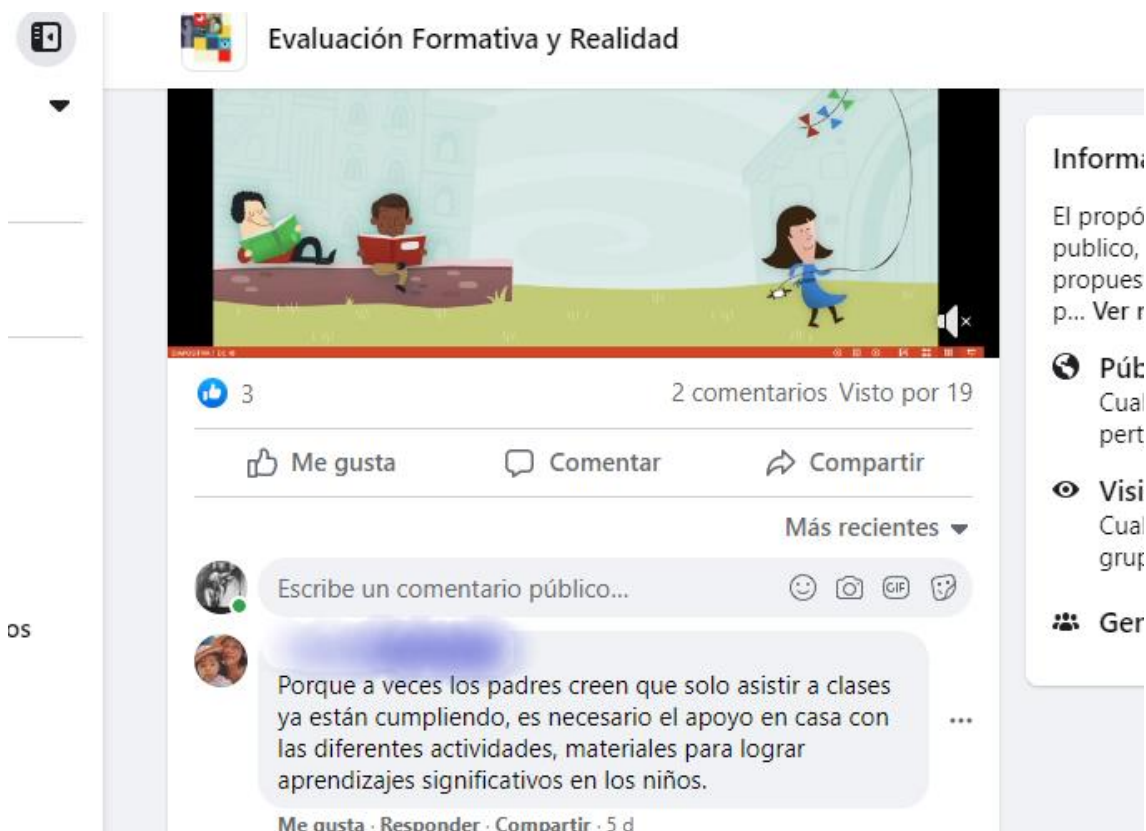 Evaluación Formativa y Realidad
3
2 comentarios Visto por 19
Me gusta
Comentar
Compartir
Más recientes
Escribe un comentario público...
GIF
Porque a veces los padres creen que solo asistir a clases
ya están cumpliendo, es necesario el apoyo en casa con
las diferentes actividades, materiales para lograr
aprendizajes significativos en los niños.
Me gusta · Responder · Compartir · 5 d
os
Informa
El propó
publico,
propues
p... Ver
Púb
Cual
pert
Visi
Cual
grup
Ger